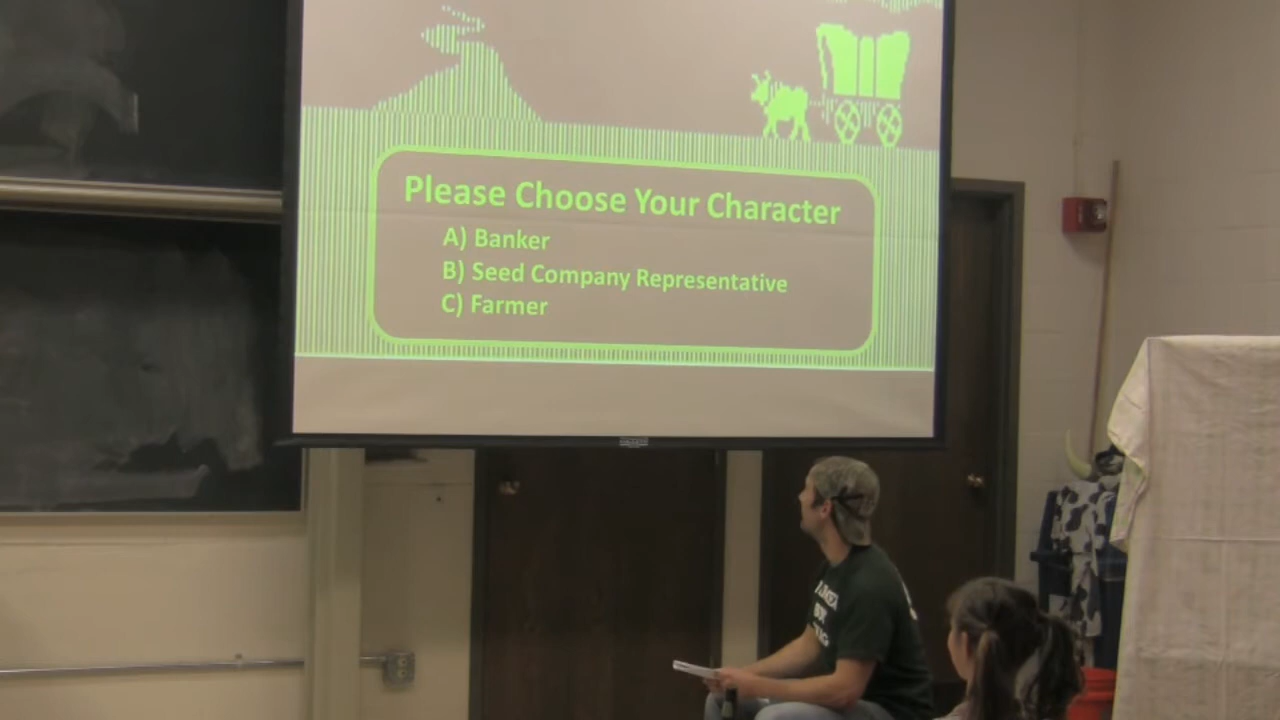 Please Choose Your Character
A) Banker
B) Seed Company Representative
C) Farmer